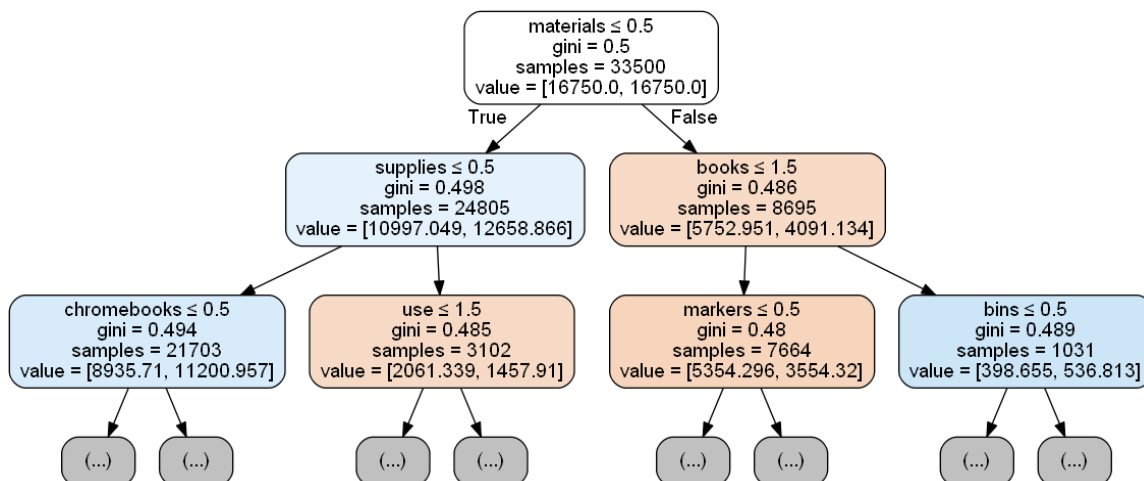 materials ≤ 0.5
gini = 0.5
samples = 33500
value = [16750.0, 16750.0]
True
False
supplies ≤ 0.5
gini = 0.498
samples = 24805
value = [10997.049, 12658.866]
books ≤ 1.5
gini = 0.486
samples = 8695
value = [5752.951, 4091.134]
chromebooks ≤ 0.5
gini = 0.494
samples = 21703
value = [8935.71, 11200.957]
use ≤ 1.5
gini = 0.485
samples = 3102
value = [2061.339, 1457.91]
markers ≤ 0.5
gini = 0.48
samples = 7664
value = [5354.296, 3554.32]
bins ≤ 0.5
gini = 0.489
samples = 1031
value = [398.655, 536.813]
(...)
(...)
(...)
(...)
(...)
(...)
(...)
(...)